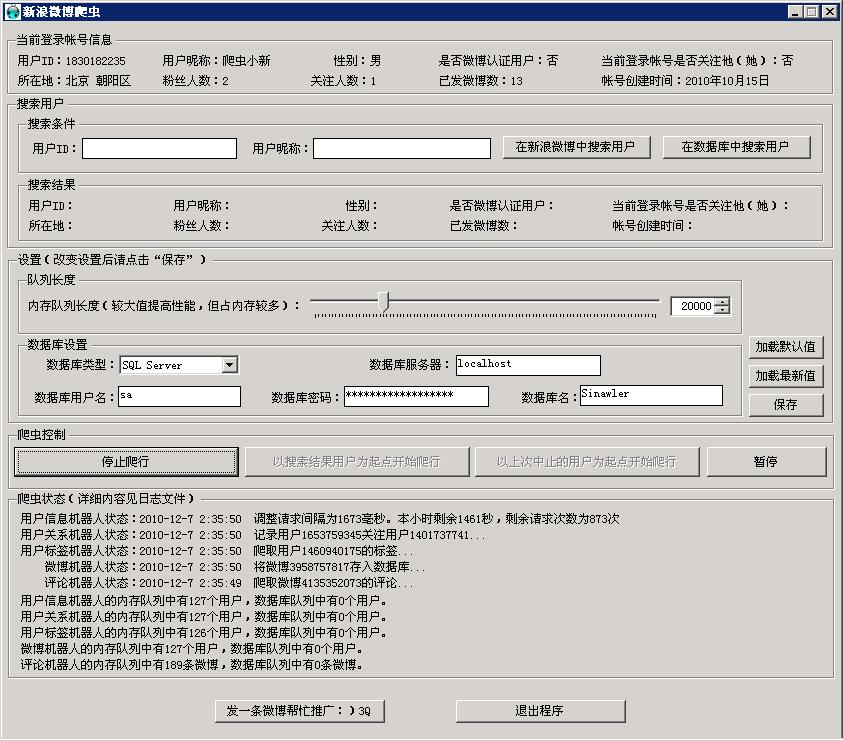 新浪微博爬虫
当前登录帐号信息
用户ID：1830182235 用户昵称：爬虫小新 性别：男 是否微博认证用户：否 当前登录帐号是否关注他（她）：否
所在地：北京 朝阳区 粉丝人数：2 关注人数：1 已发微博数：13 帐号创建时间：2010年10月15日
搜索用户
搜索条件
用户ID： 用户昵称： 在新浪微博中搜索用户 在数据库中搜索用户
搜索结果
用户ID： 用户昵称： 性别： 是否微博认证用户： 当前登录帐号是否关注他（她）：
所在地： 粉丝人数： 关注人数： 已发微博数： 帐号创建时间：
设置（改变设置后请点击“保存”）
队列长度
内存队列长度（较大值提高性能，但占内存较多）： 20000
数据库设置
数据库类型： SQL Server 数据库服务器： localhost
数据库用户名： sa 数据库密码： ****************** 数据库名： Sinawler
加载默认值
加载最新值
保存
爬虫控制
停止爬行 以搜索结果用户为起点开始爬行 以上次中止的用户为起点开始爬行 暂停
爬虫状态（详细内容见日志文件）
用户信息机器人状态：2010-12-7 2:35:50 调整请求间隔为1673毫秒。本小时剩余1461秒，剩余请求次数为873次
用户关系机器人状态：2010-12-7 2:35:50 记录用户1653759345关注用户1401737741...
用户标签机器人状态：2010-12-7 2:35:50 爬取用户1460940175的标签...
微博机器人状态：2010-12-7 2:35:50 将微博3958757817存入数据库...
评论机器人状态：2010-12-7 2:35:49 爬取微博4135352073的评论...
用户信息机器人的内存队列中有127个用户，数据库队列中有0个用户。
用户关系机器人的内存队列中有127个用户，数据库队列中有0个用户。
用户标签机器人的内存队列中有126个用户，数据库队列中有0个用户。
微博机器人的内存队列中有127个用户，数据库队列中有0个用户。
评论机器人的内存队列中有189条微博，数据库队列中有0条微博。
发一条微博帮忙推广：）3Q 退出程序